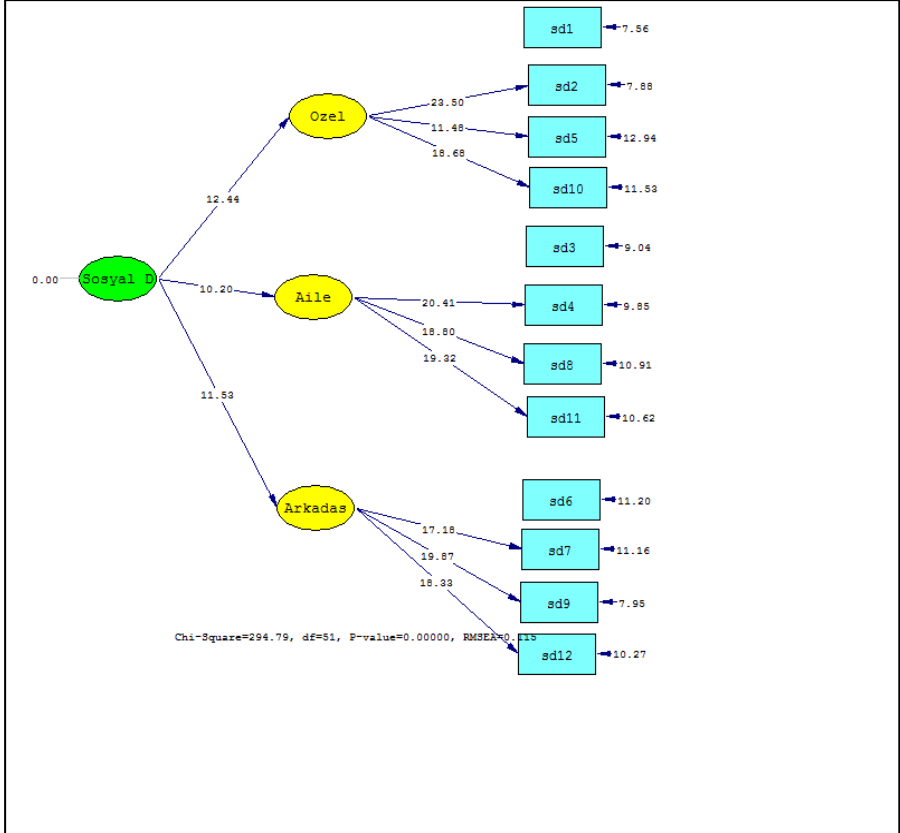 sd1
7.56
sd2
7.88
23.50
Ozel
11.48
sd5
12.94
18.68
sd10
11.53
12.44
sd3
9.04
0.00
Sosyal D
10.20
Aile
20.41
sd4
9.85
18.80
19.32
sd8
10.91
11.53
sd11
10.62
sd6
11.20
Arkadas
17.18
sd7
11.16
19.87
18.33
sd9
7.95
Chi-Square=294.79, df=51, P-value=0.00000, RMSEA=0.115
sd12
10.27